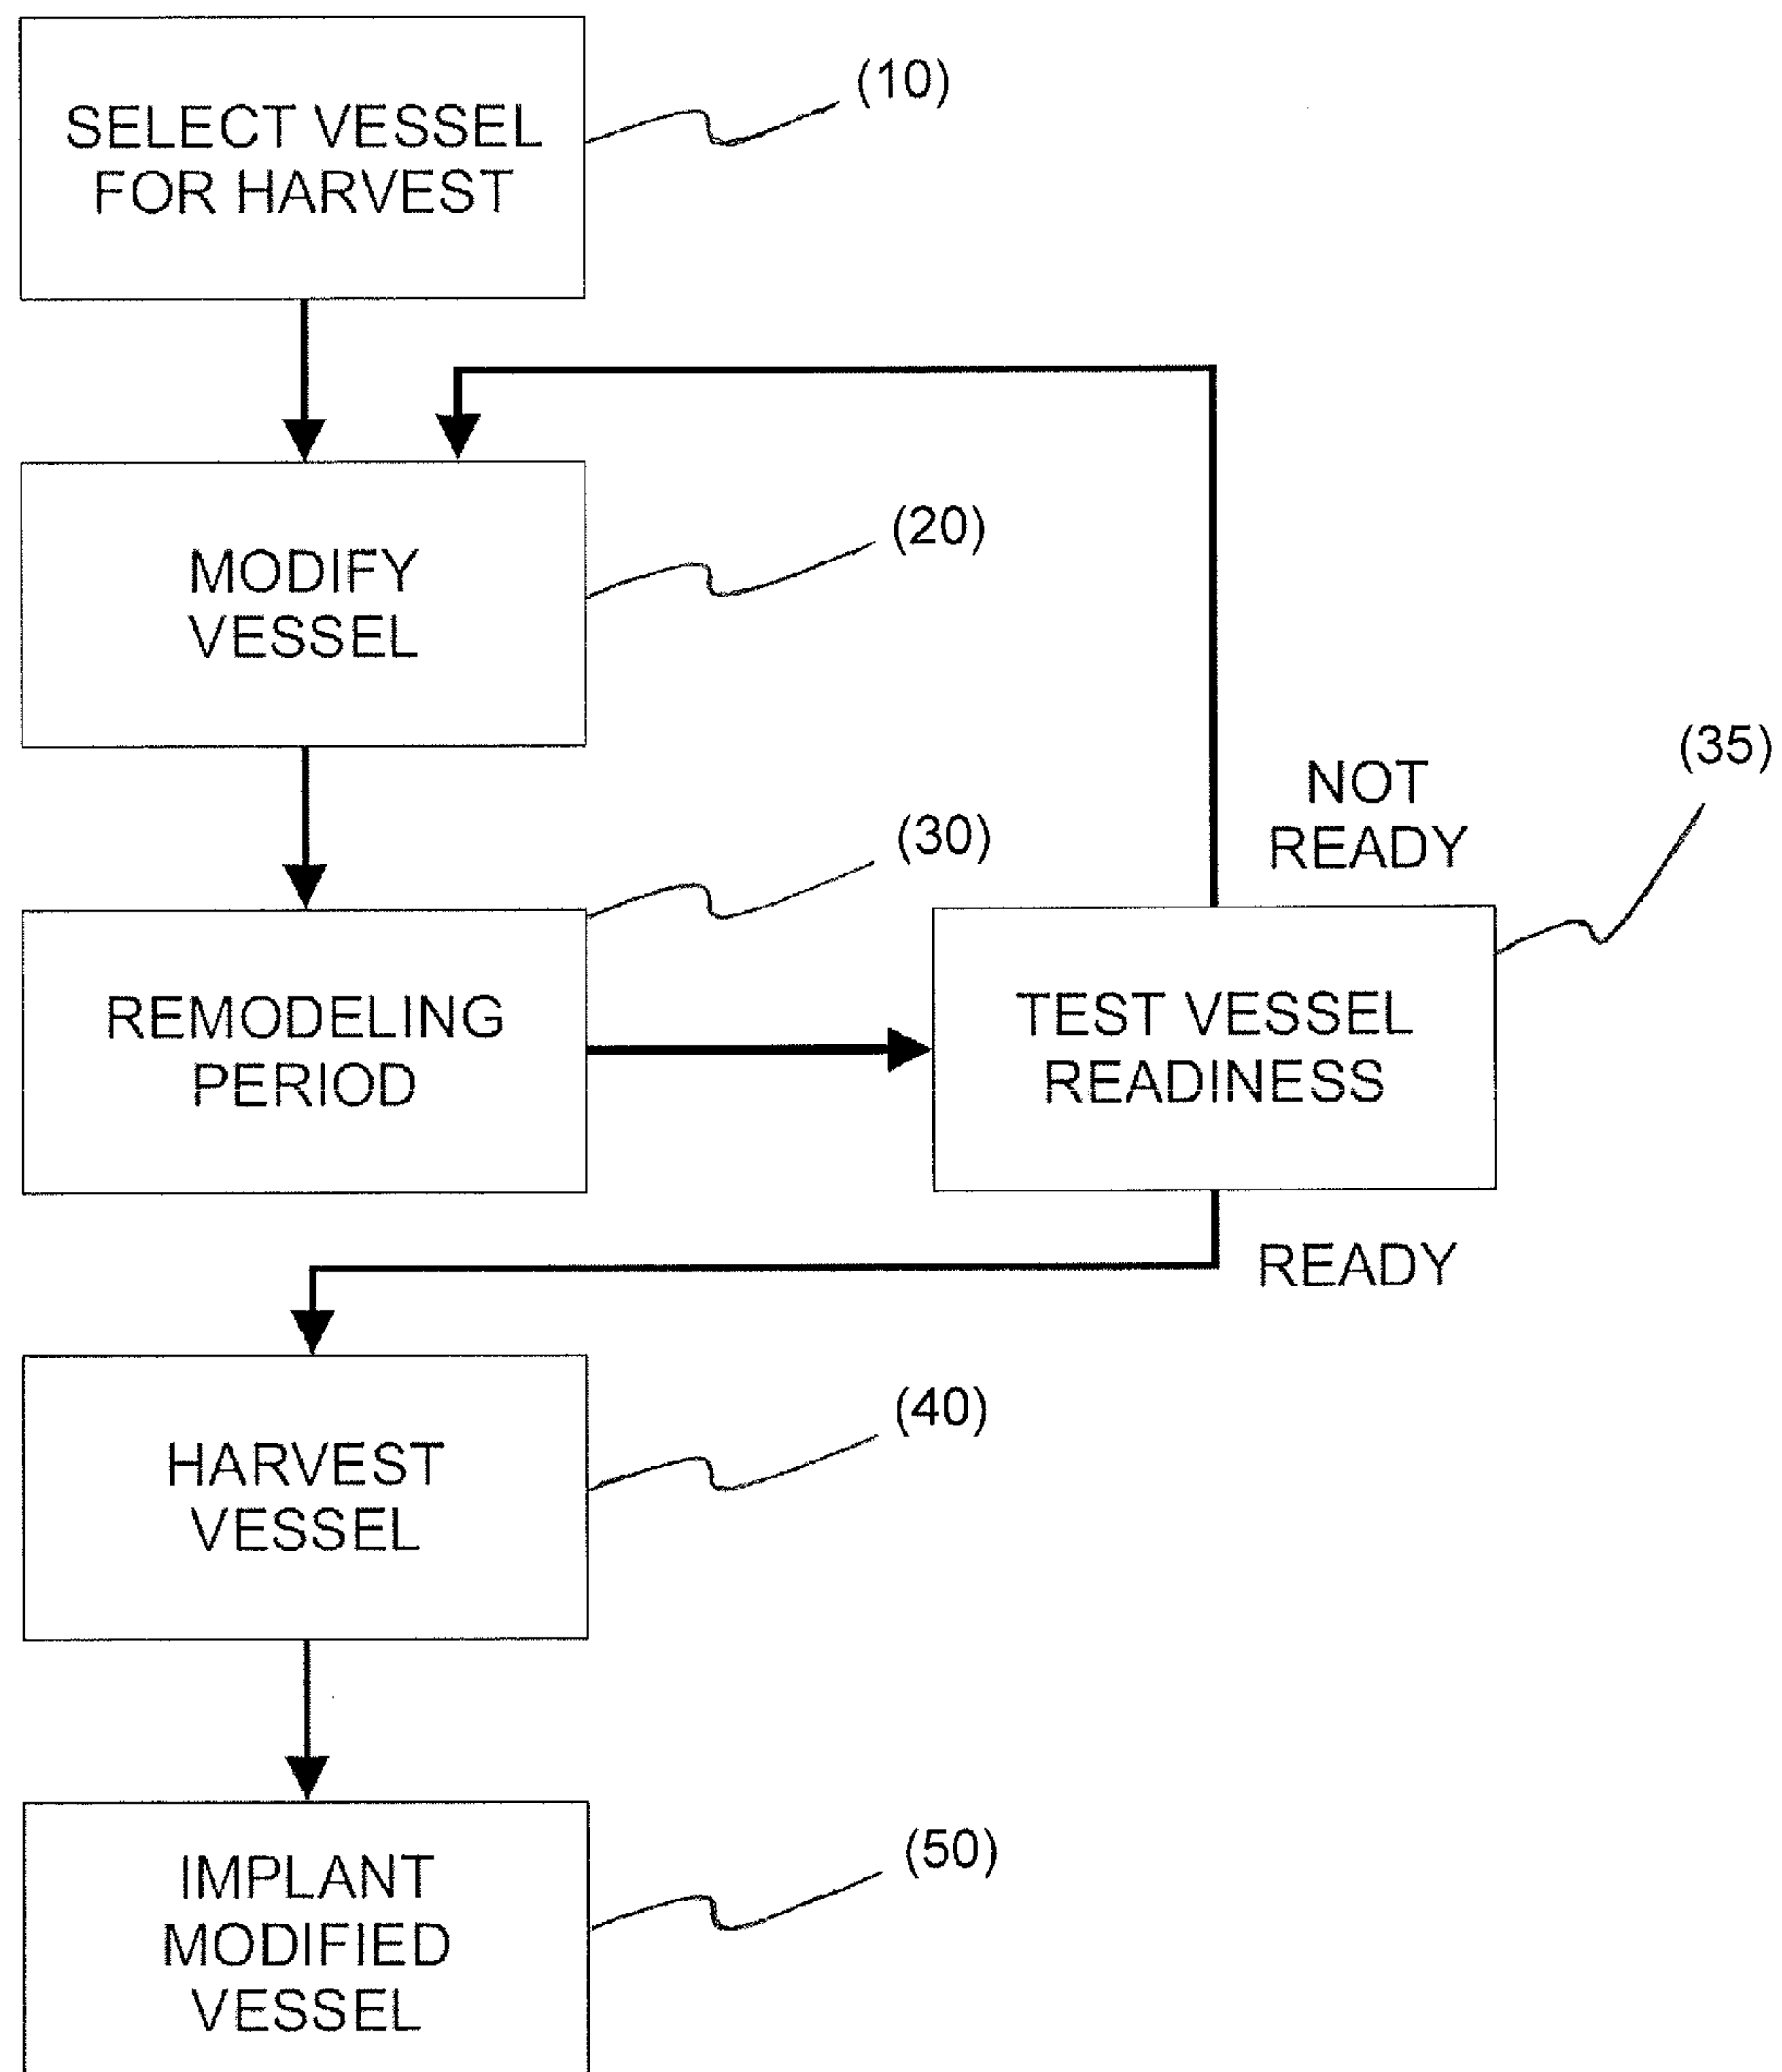 SELECT VESSEL
FOR HARVEST
(10)
MODIFY
VESSEL
(20)
REMODELING
PERIOD
(30)
NOT
READY
(35)
TEST VESSEL
READINESS
READY
HARVEST
VESSEL
(40)
IMPLANT
MODIFIED
VESSEL
(50)